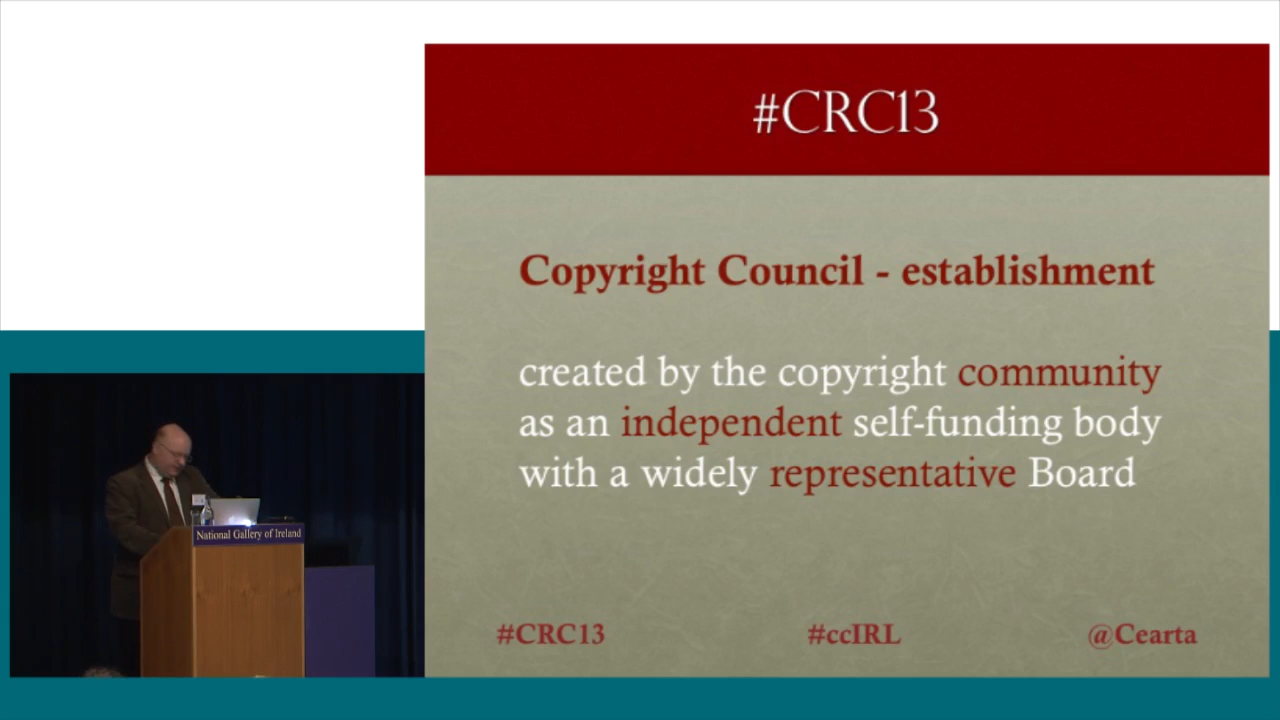 #CRC13
Copyright Council - establishment
created by the copyright community
as an independent self-funding body
with a widely representative Board
#CRC13 #ccIRL @Cearta
National Gallery of Ireland